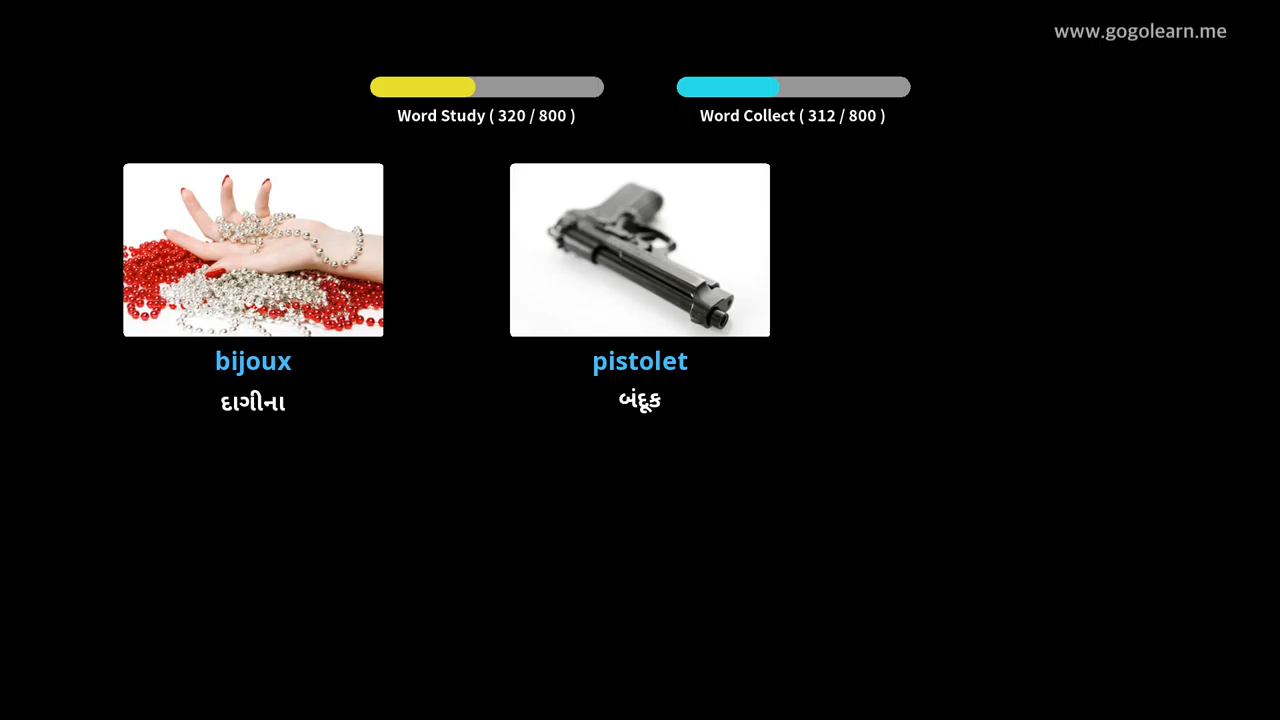 www.gogolearn.me
Word Study ( 320 / 800 )
Word Collect ( 312 / 800 )
bijoux
pistolet
દાગીના
બંદૂક